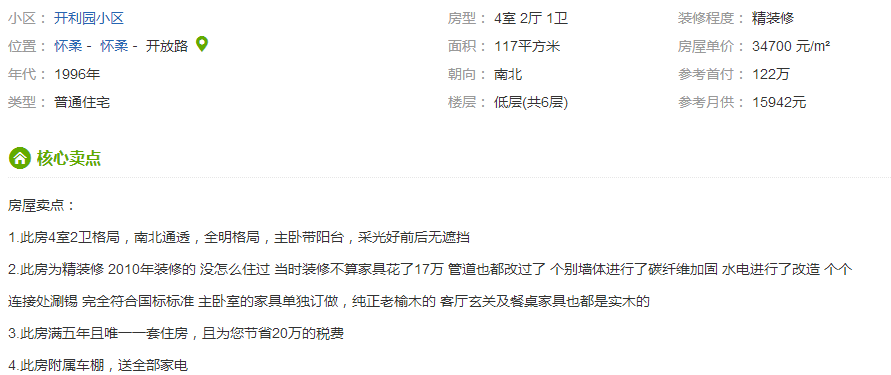 小区： 开利园小区 房型： 4室 2厅 1卫 装修程度： 精装修
位置： 怀柔 - 怀柔 - 开放路 面积： 117平方米 房屋单价： 34700 元/m²
年代： 1996年 朝向： 南北 参考首付： 122万
类型： 普通住宅 楼层： 低层(共6层) 参考月供： 15942元
核心卖点
房屋卖点：
1.此房4室2卫格局，南北通透，全明格局，主卧带阳台，采光好前后无遮挡
2.此房为精装修 2010年装修的 没怎么住过 当时装修不算家具花了17万 管道也都改过了 个别墙体进行了碳纤维加固 水电进行了改造 个个
连接处涮锡 完全符合国标标准 主卧室的家具单独订做，纯正老榆木的 客厅玄关及餐桌家具也都是实木的
3.此房满五年且唯一一套住房，且为您节省20万的税费
4.此房附属车棚，送全部家电